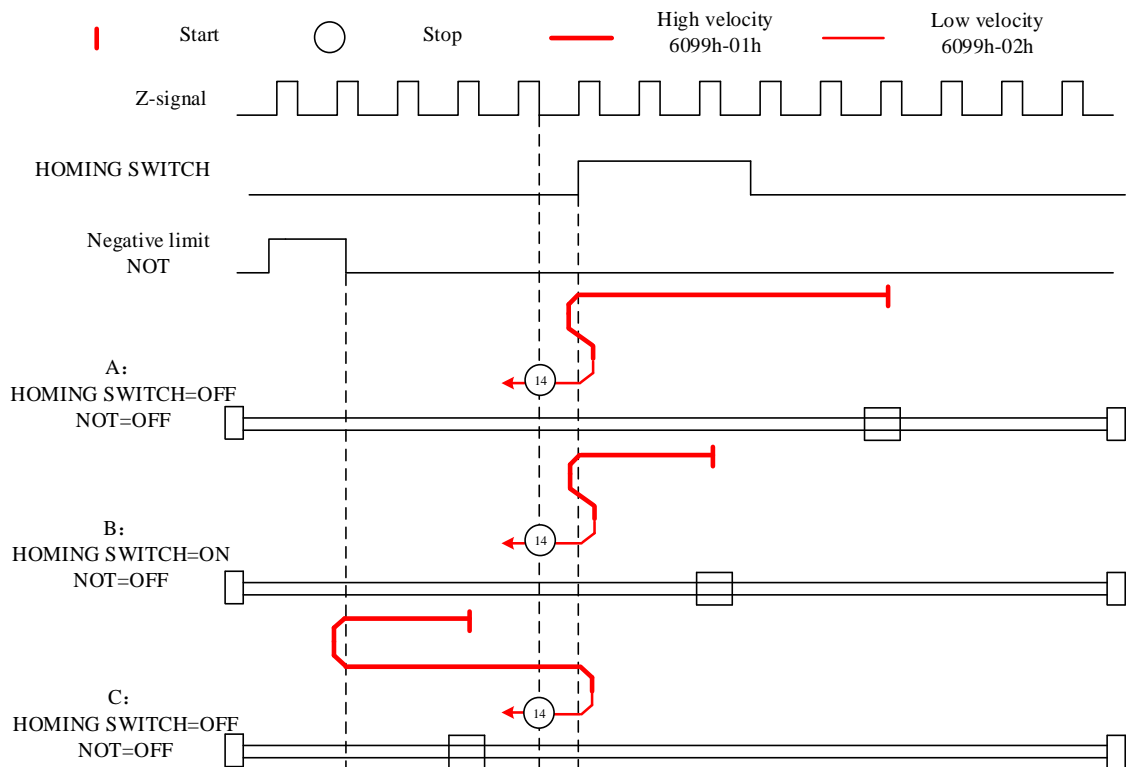 Start
Stop
High velocity
6099h-01h
Low velocity
6099h-02h
Z-signal
HOMING SWITCH
Negative limit
NOT
A：
HOMING SWITCH=OFF
NOT=OFF
14
B：
HOMING SWITCH=ON
NOT=OFF
14
C：
HOMING SWITCH=OFF
NOT=OFF
14